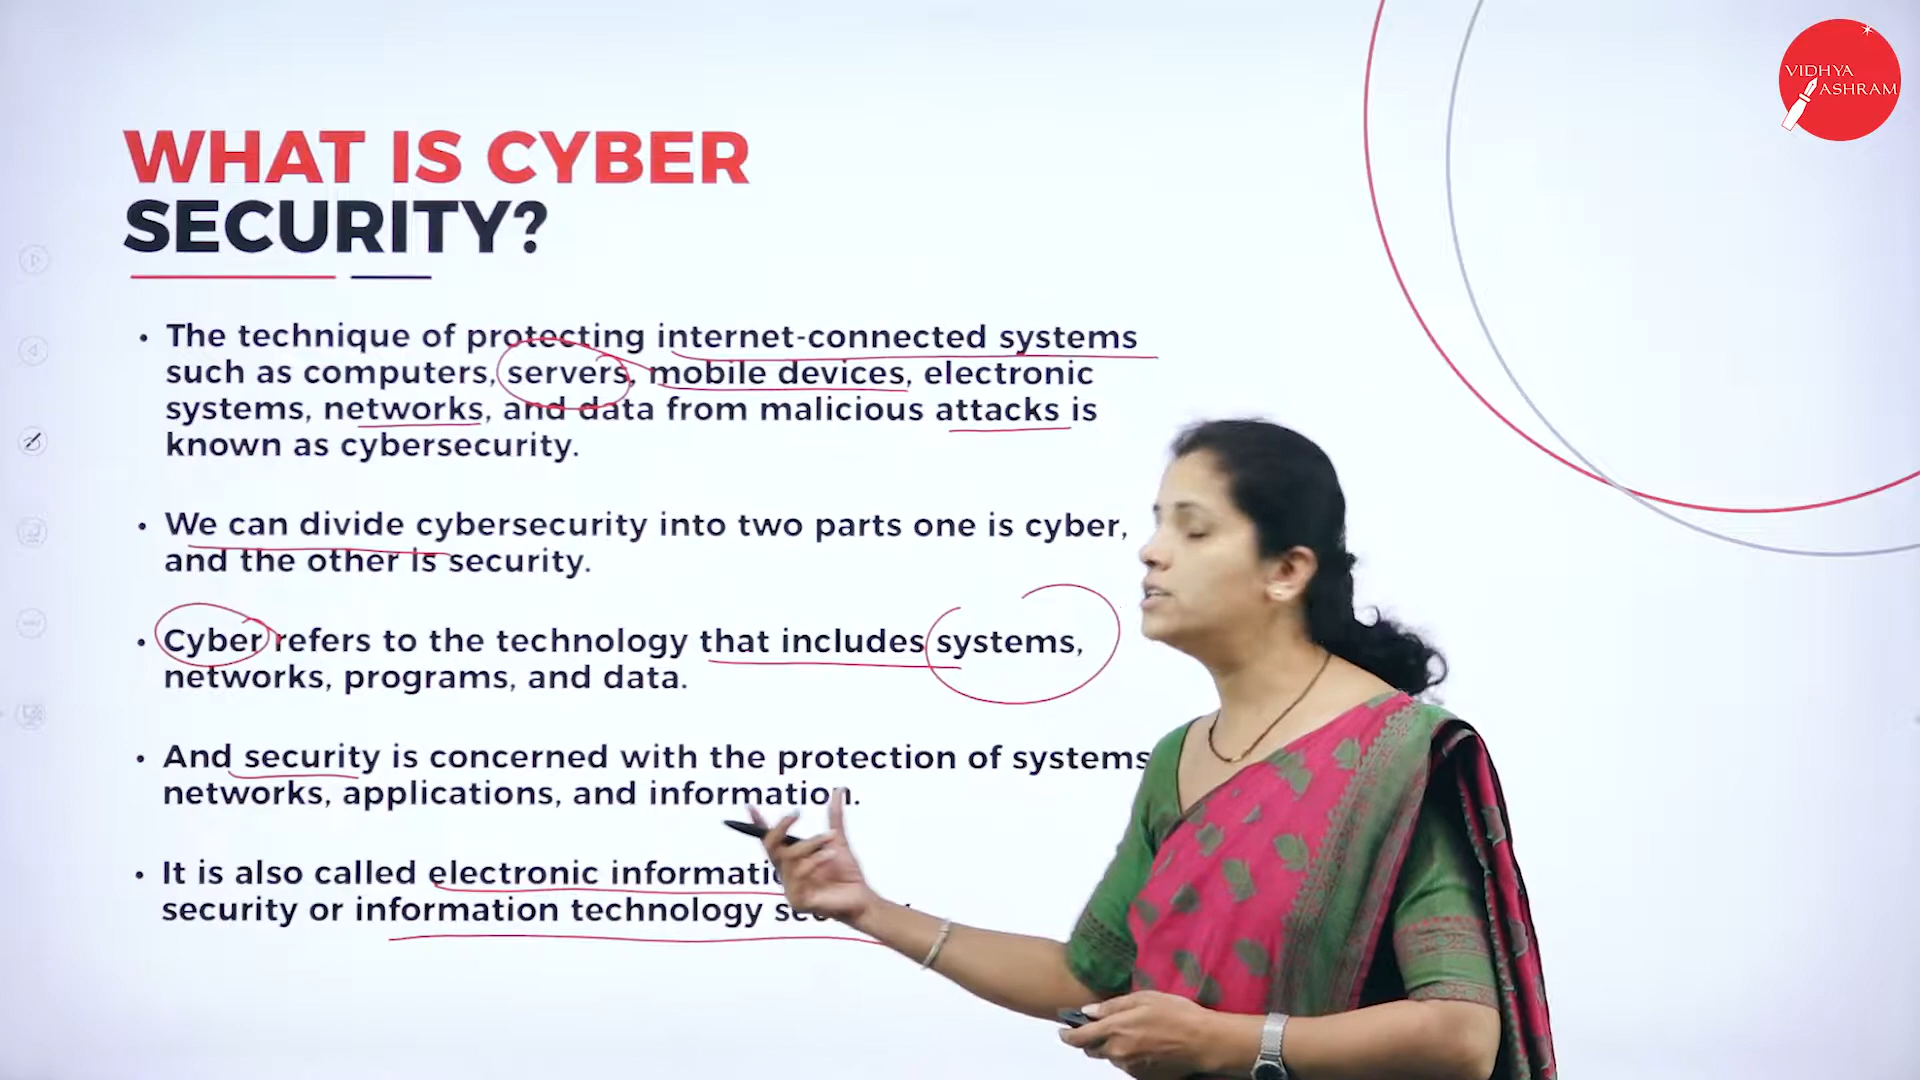 VIDHYA
ASHRAM
WHAT IS CYBER
SECURITY?
• The technique of protecting internet-connected systems
such as computers, servers, mobile devices, electronic
systems, networks, and data from malicious attacks is
known as cybersecurity.
• We can divide cybersecurity into two parts one is cyber,
and the other is security.
• Cyber refers to the technology that includes systems,
networks, programs, and data.
• And security is concerned with the protection of systems
networks, applications, and information.
• It is also called electronic
security or information technology